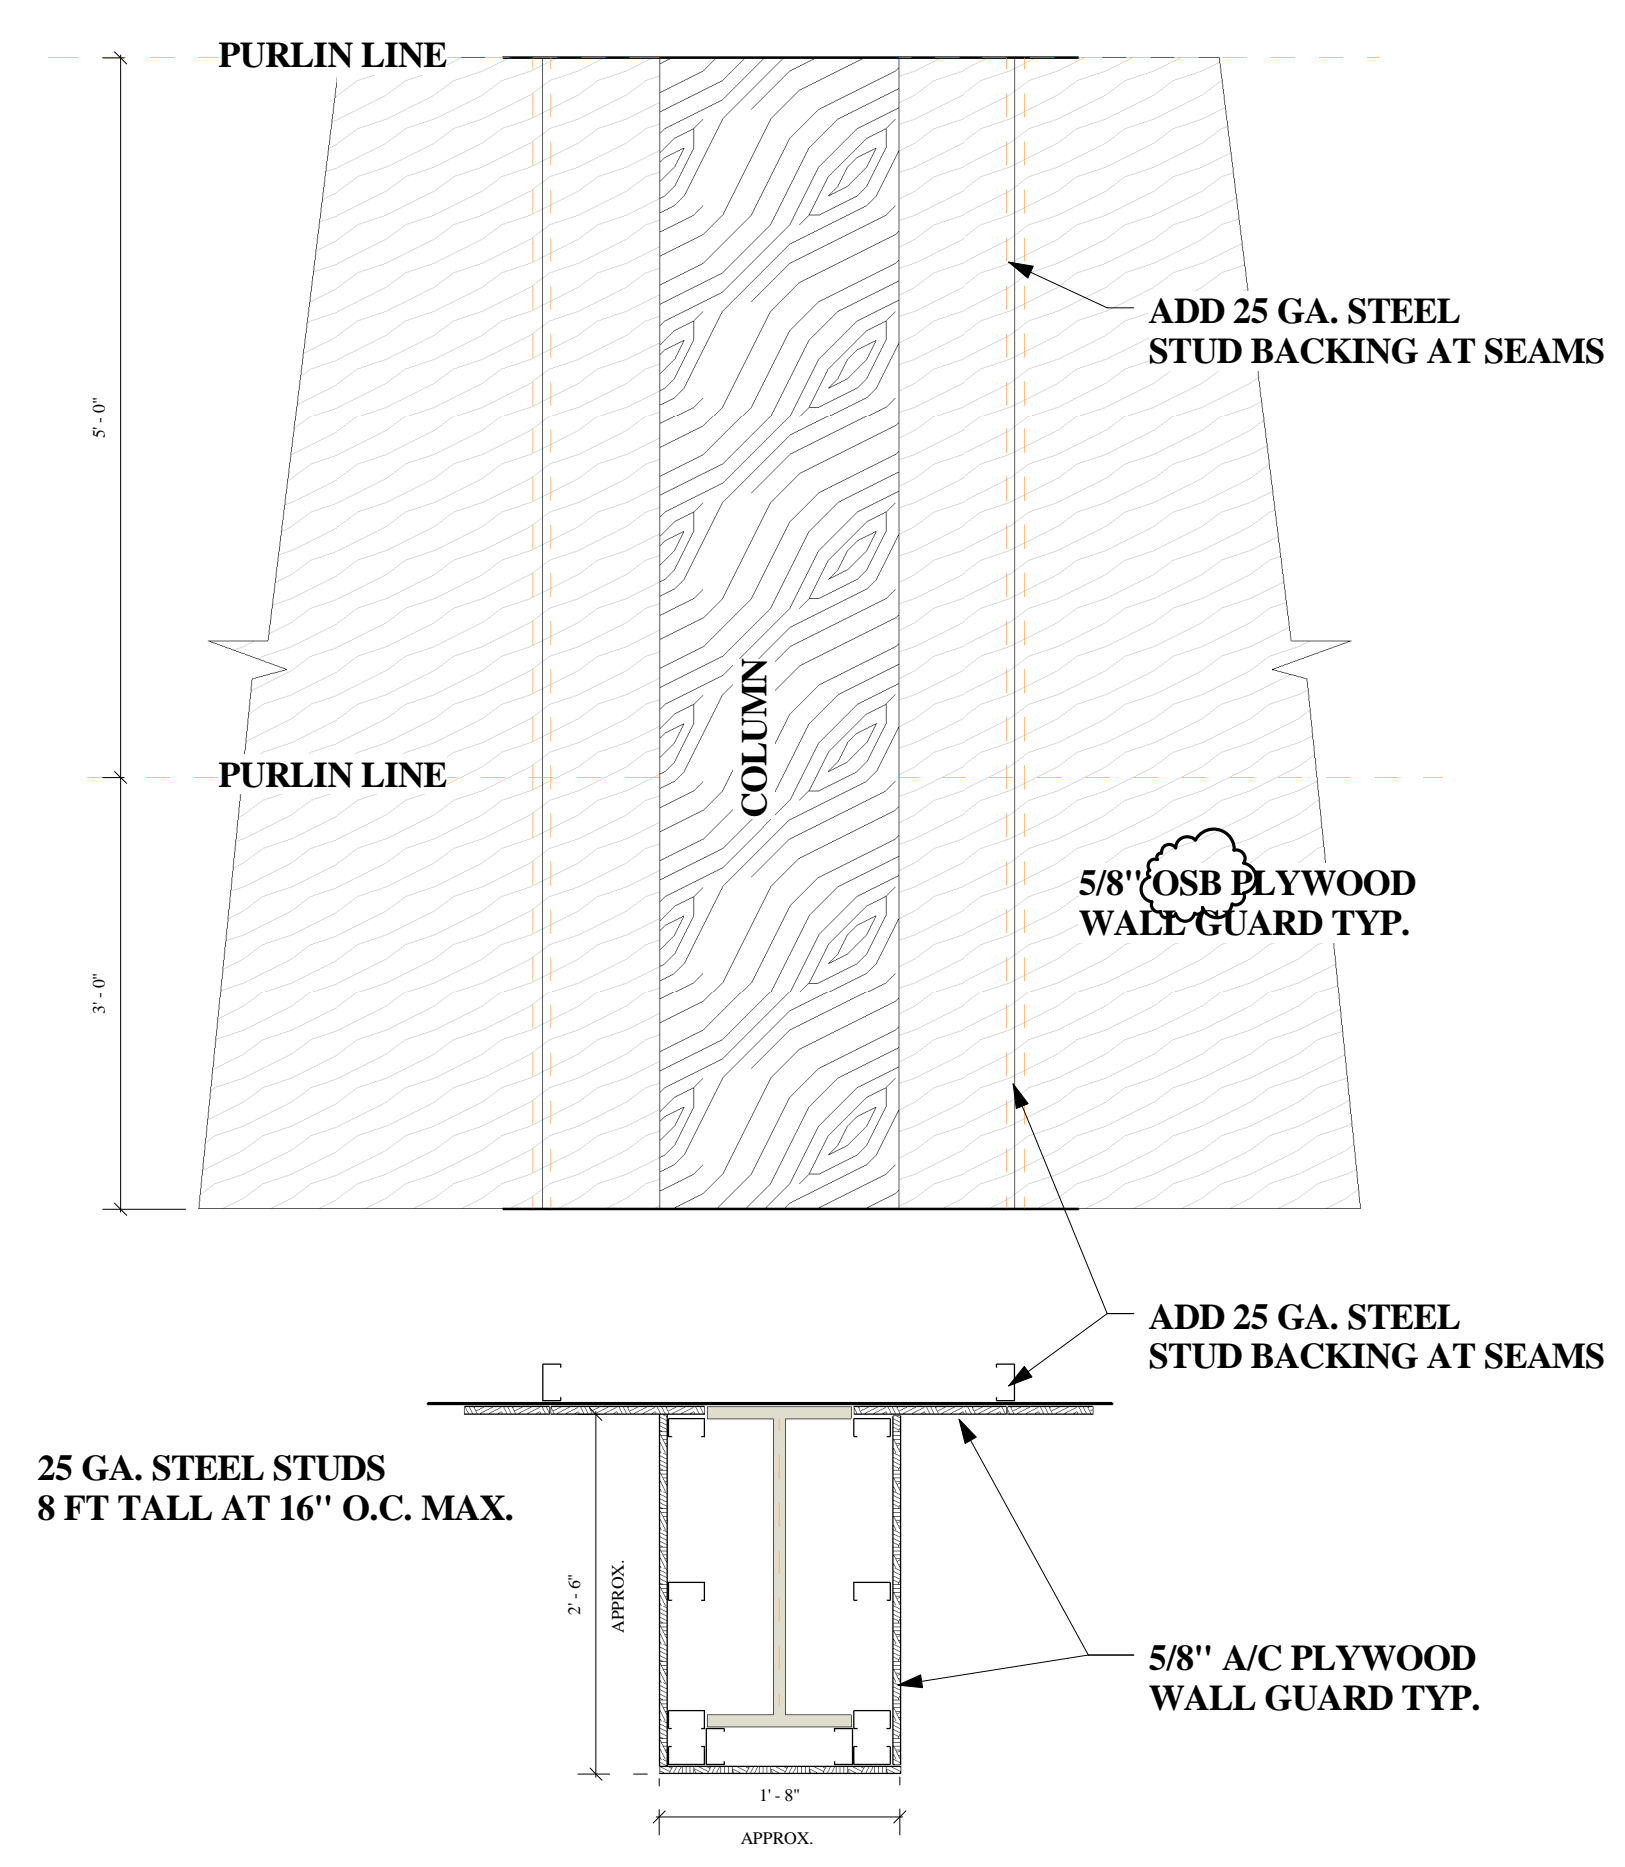 PURLIN LINE
ADD 25 GA. STEEL
STUD BACKING AT SEAMS
5' - 0"
COLUMN
PURLIN LINE
5/8" OSB PLYWOOD
WALL GUARD TYP.
3' - 0"
ADD 25 GA. STEEL
STUD BACKING AT SEAMS
25 GA. STEEL STUDS
8 FT TALL AT 16" O.C. MAX.
2' - 6"
APPROX.
5/8" A/C PLYWOOD
WALL GUARD TYP.
1' - 8"
APPROX.